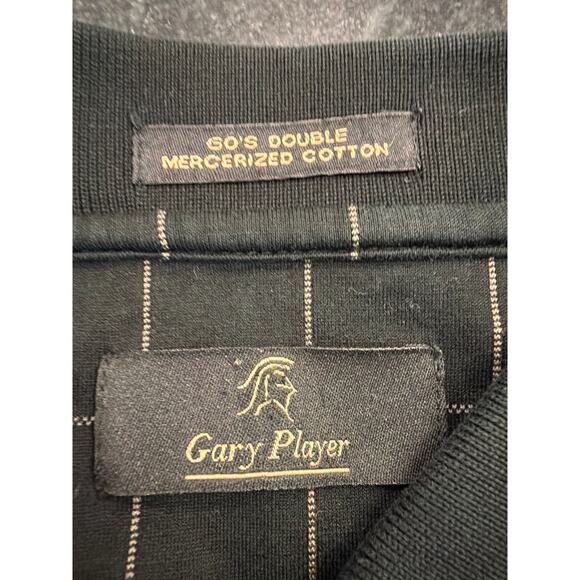 60'S DOUBLE
MERCERIZED COTTON
Gary Player